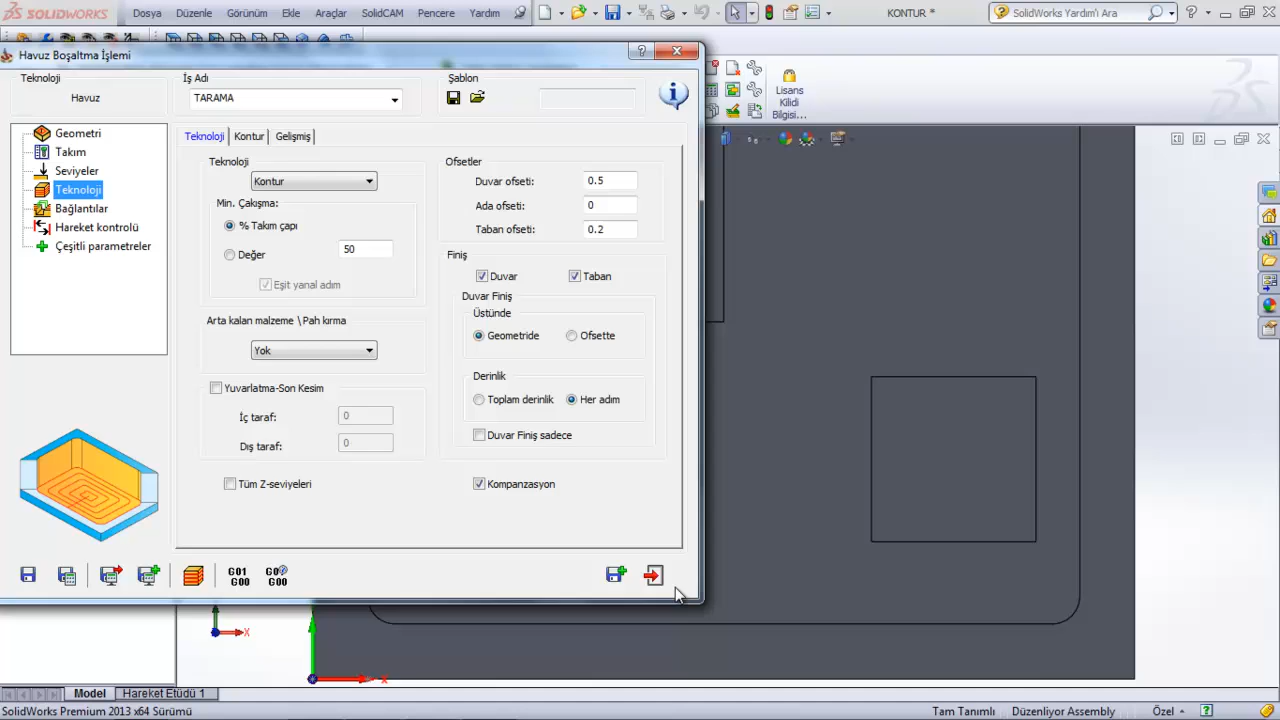 SOLIDWORKS
Dosya Düzenle Görünüm Ekle Araçlar SolidCAM Pencere Yardım
KONTUR *
SolidWorks Yardım'ı Ara
Havuz Boşaltma İşlemi
Teknoloji
Havuz
İş Adı
TARAMA
Şablon
Lisans
Kilidi
Bilgisi...
Geometri
Takım
Seviyeler
Teknoloji
Bağlantılar
Hareket kontrolü
Çeşitli parametreler
Teknoloji Kontur Gelişmiş
Teknoloji
Kontur
Min. Çakışma:
% Takım çapı
Değer
50
Eşit yanal adım
Arta kalan malzeme \Pah kırma
Yok
Yuvarlatma-Son Kesim
İç taraf: 0
Dış taraf: 0
Tüm Z-seviyeleri
Ofsetler
Duvar ofseti: 0.5
Ada ofseti: 0
Taban ofseti: 0.2
Finiş
Duvar Taban
Duvar Finiş
Üstünde
Geometride Ofsette
Derinlik
Toplam derinlik Her adım
Duvar Finiş sadece
Kompanzasyon
G01
G00
G0
G00
X
X
Model Hareket Etüdü 1
SolidWorks Premium 2013 x64 Sürümü
Tam Tanımlı Düzenliyor Assembly Özel